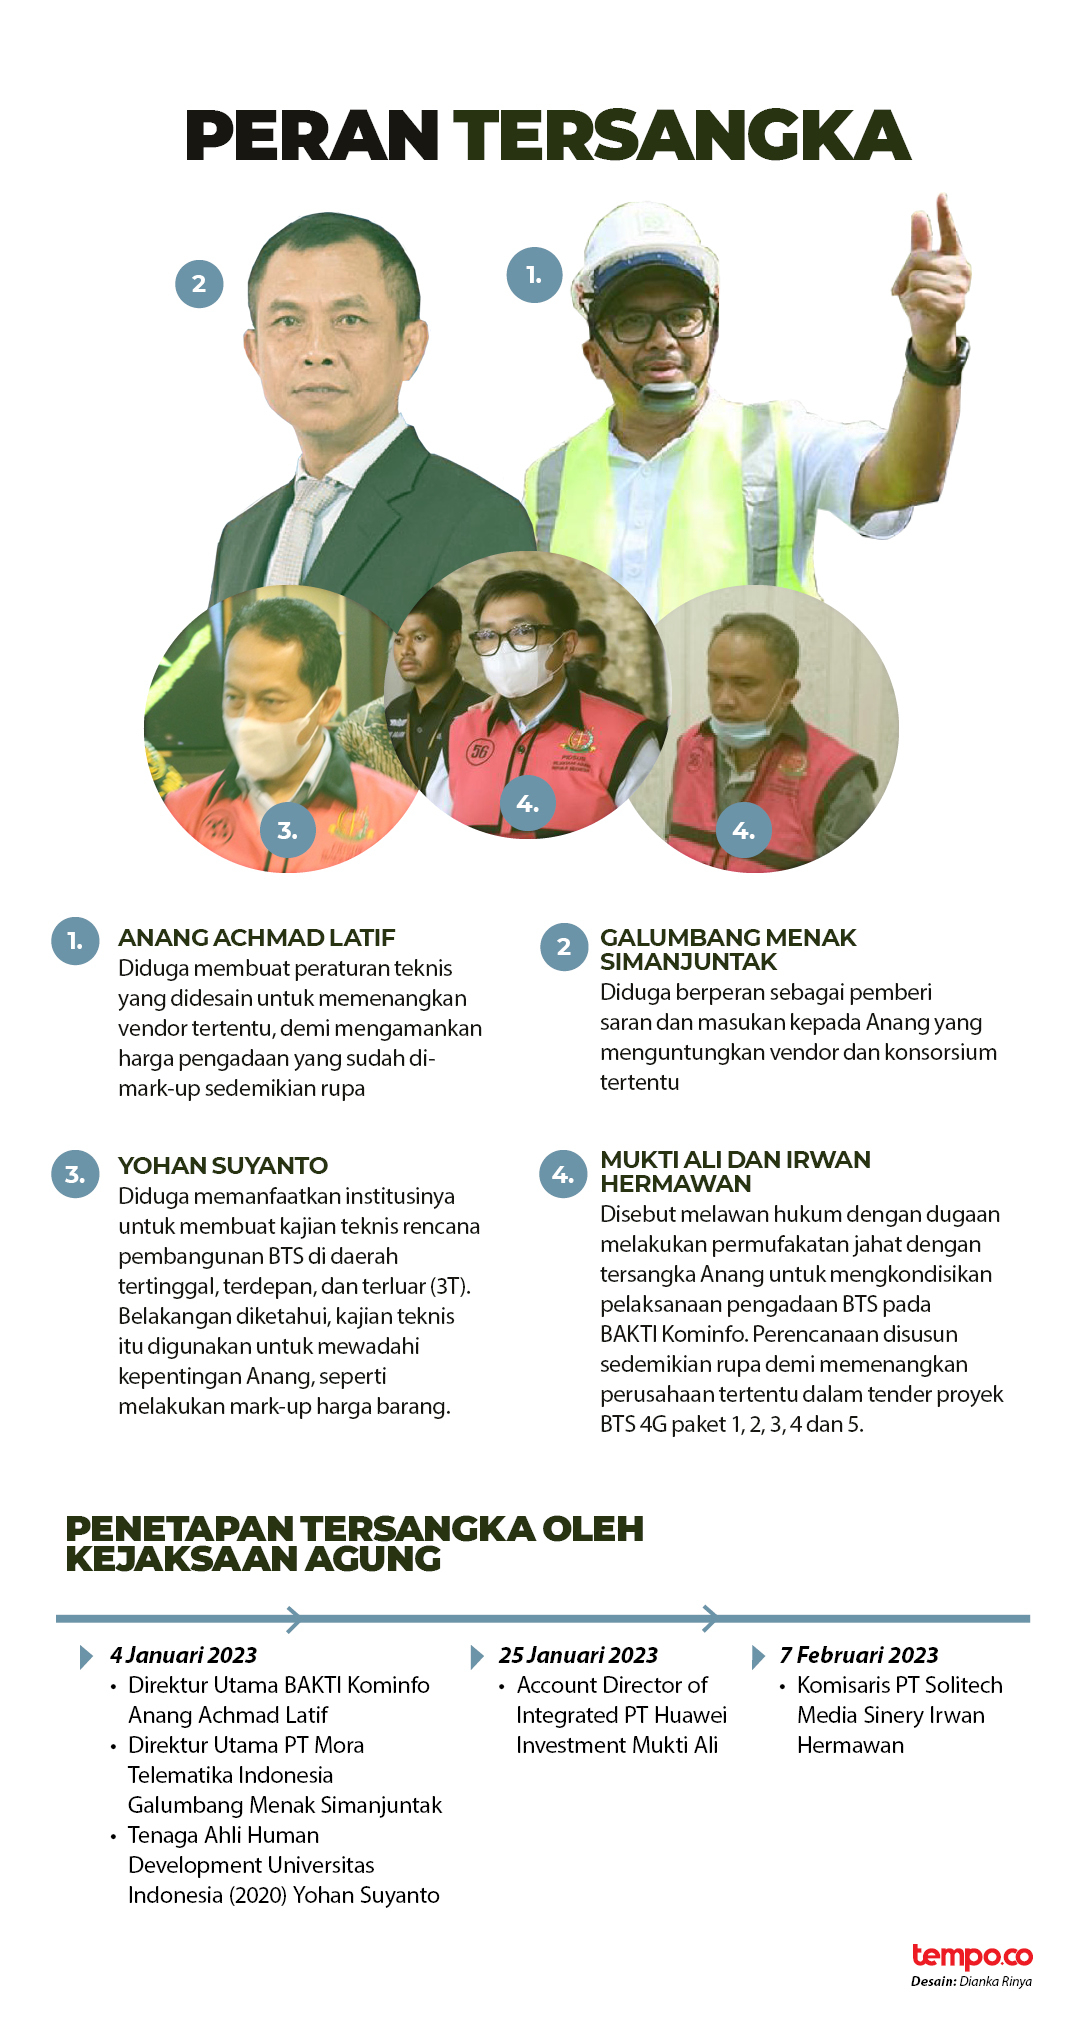 PERAN TERSANGKA
2
1.
3.
56
PIDSUS
4.
4.
1.
ANANG ACHMAD LATIF
Diduga membuat peraturan teknis
yang didesain untuk memenangkan
vendor tertentu, demi mengamankan
harga pengadaan yang sudah di-
mark-up sedemikian rupa
2
GALUMBANG MENAK
SIMANJUNTAK
Diduga berperan sebagai pemberi
saran dan masukan kepada Anang yang
menguntungkan vendor dan konsorsium
tertentu
3.
YOHAN SUYANTO
Diduga memanfaatkan institusinya
untuk membuat kajian teknis rencana
pembangunan BTS di daerah
tertinggal, terdepan, dan terluar (3T).
Belakangan diketahui, kajian teknis
itu digunakan untuk mewadahi
kepentingan Anang, seperti
melakukan mark-up harga barang.
4.
MUKTI ALI DAN IRWAN
HERMAWAN
Disebut melawan hukum dengan dugaan
melakukan permufakatan jahat dengan
tersangka Anang untuk mengkondisikan
pelaksanaan pengadaan BTS pada
BAKTI Kominfo. Perencanaan disusun
sedemikian rupa demi memenangkan
perusahaan tertentu dalam tender proyek
BTS 4G paket 1, 2, 3, 4 dan 5.
PENETAPAN TERSANGKA OLEH
KEJAKSAAN AGUNG
4 Januari 2023
• Direktur Utama BAKTI Kominfo
Anang Achmad Latif
• Direktur Utama PT Mora
Telematika Indonesia
Galumbang Menak Simanjuntak
• Tenaga Ahli Human
Development Universitas
Indonesia (2020) Yohan Suyanto
25 Januari 2023
• Account Director of
Integrated PT Huawei
Investment Mukti Ali
7 Februari 2023
• Komisaris PT Solitech
Media Sinery Irwan
Hermawan
tempo.co
Desain: Dianka Rinya